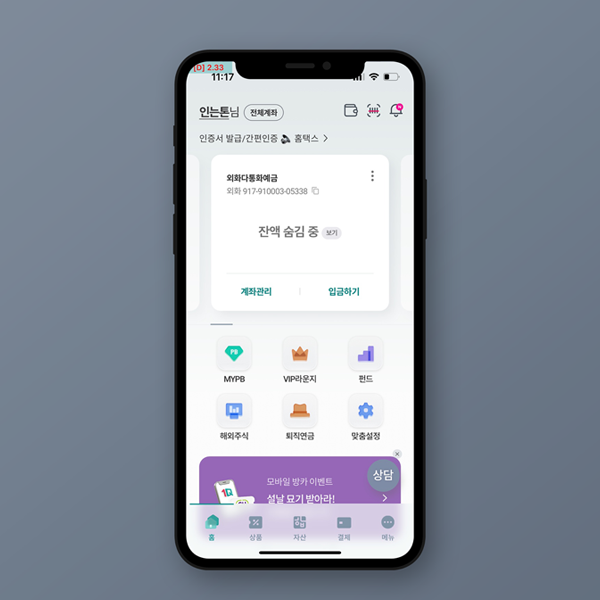 [D] 2.33
11:17
인는톤님 전체계좌
인증서 발급/간편인증 홈택스
외화다통화예금
외화 917-910003-05338
잔액 숨김 중 보기
계좌관리 입금하기
PB
MYPB VIP라운지 펀드
해외주식 퇴직연금 맞춤설정
모바일 방카 이벤트
상담
설날 묘기 받아라!
1Q
홈 상품 자산 결제 메뉴